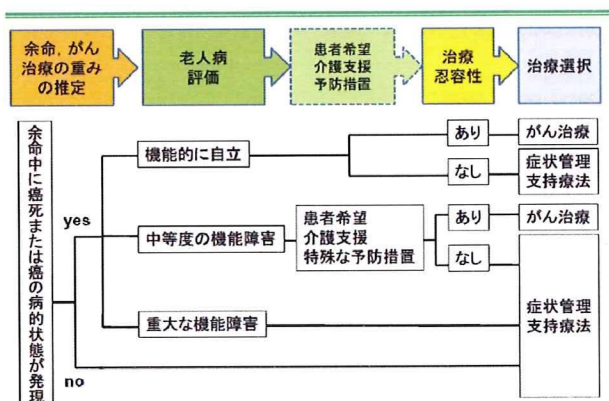 余命，がん
治療の重み
の推定
老人病
評価
患者希望
介護支援
予防措置
治療
忍容性
治療選択
余命中に癌死または癌の病的状態が発現
yes
no
機能的に自立
あり
がん治療
なし
症状管理
支持療法
中等度の機能障害
患者希望
介護支援
特殊な予防措置
あり
がん治療
なし
重大な機能障害
症状管理
支持療法